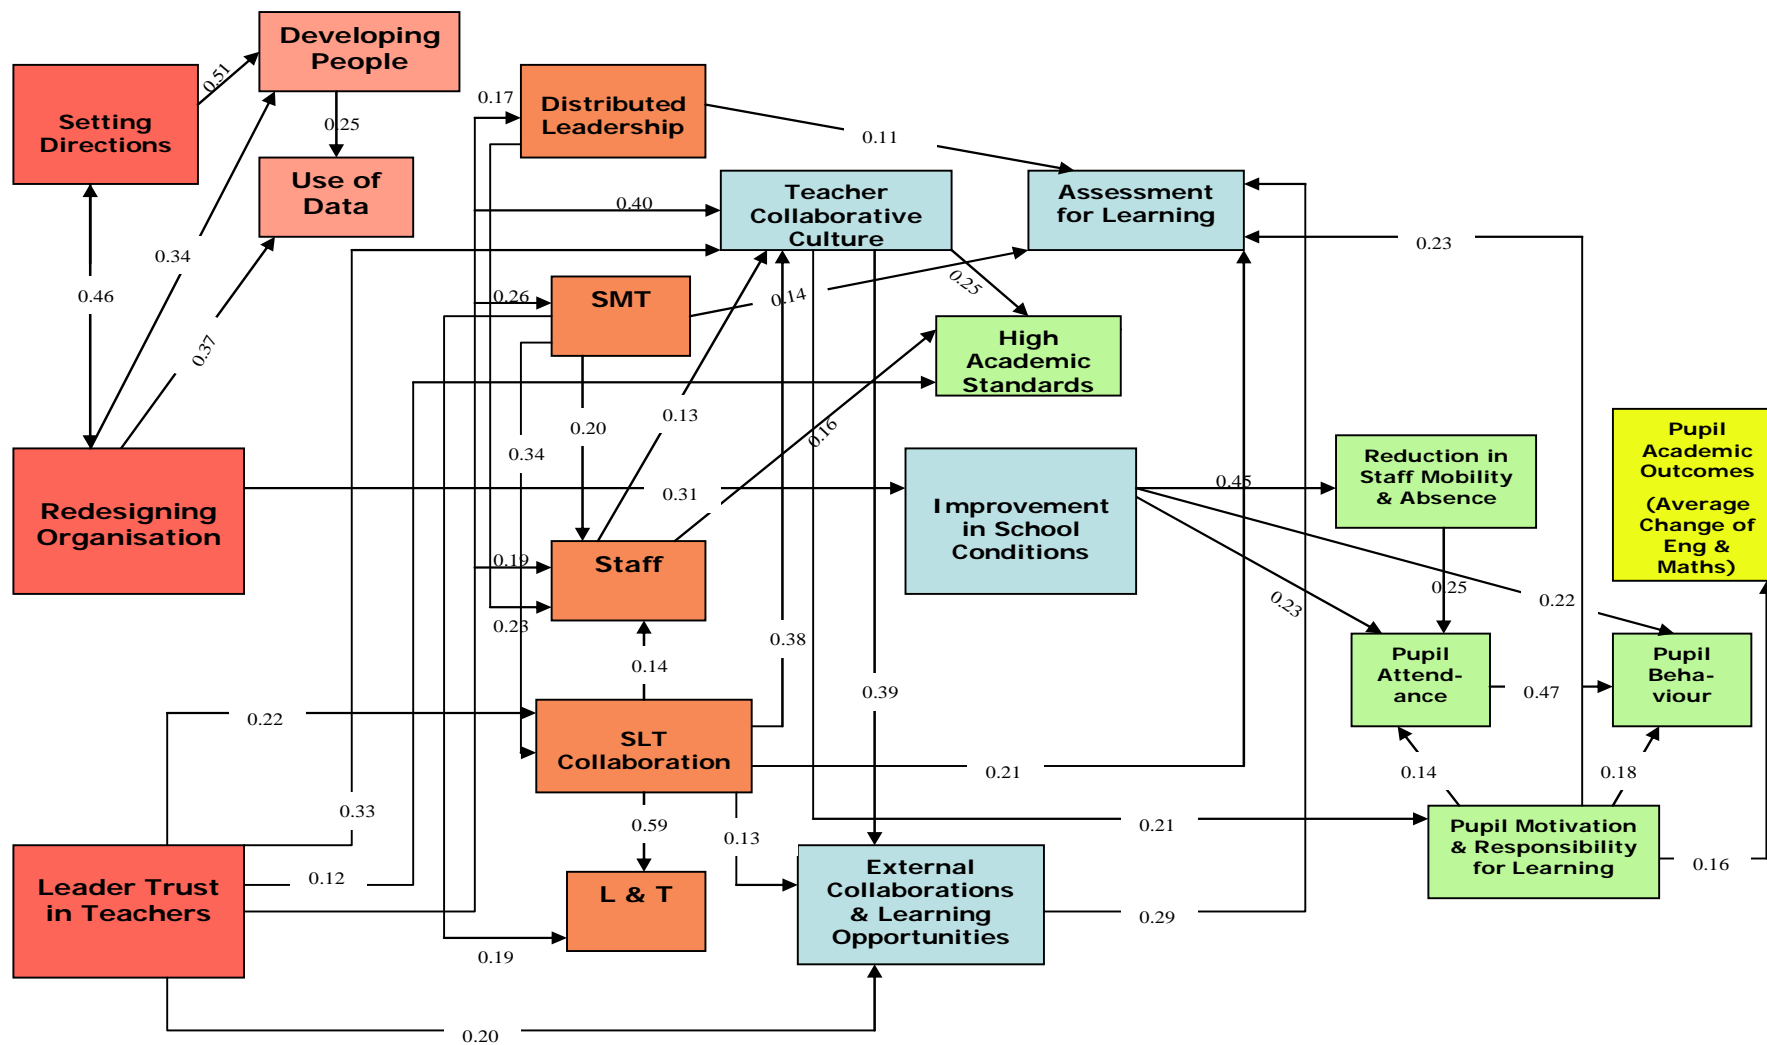 Developing
People
0.51
Setting
Directions
0.25
Use of
Data
0.17
Distributed
Leadership
0.11
Teacher
Collaborative
Culture
Assessment
for Learning
0.40
0.23
0.34
0.46
0.37
0.26
SMT
0.14
0.25
High
Academic
Standards
0.13
0.16
0.20
0.34
Pupil
Academic
Outcomes
(Average
Change of
Eng &
Maths)
Reduction in
Staff Mobility
& Absence
0.45
Redesigning
Organisation
0.31
Improvement
in School
Conditions
0.19
Staff
0.23
0.25
0.23
0.22
0.14
0.38
0.39
Pupil
Attend-
ance
0.47
Pupil
Beha-
viour
0.22
SLT
Collaboration
0.21
0.14
0.18
0.33
0.59
0.13
0.21
Pupil Motivation
& Responsibility
for Learning
0.16
Leader Trust
in Teachers
0.12
L & T
External
Collaborations
& Learning
Opportunities
0.29
0.19
0.20